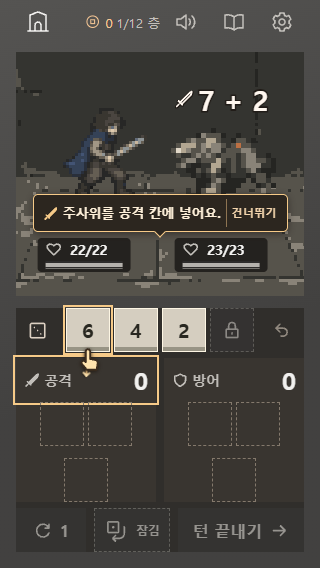 0 1/12 층
7 + 2
주사위를 공격 칸에 넣어요. 건너뛰기
22/22 23/23
6 4 2
공격 0 방어 0
1 잠김 턴 끝내기